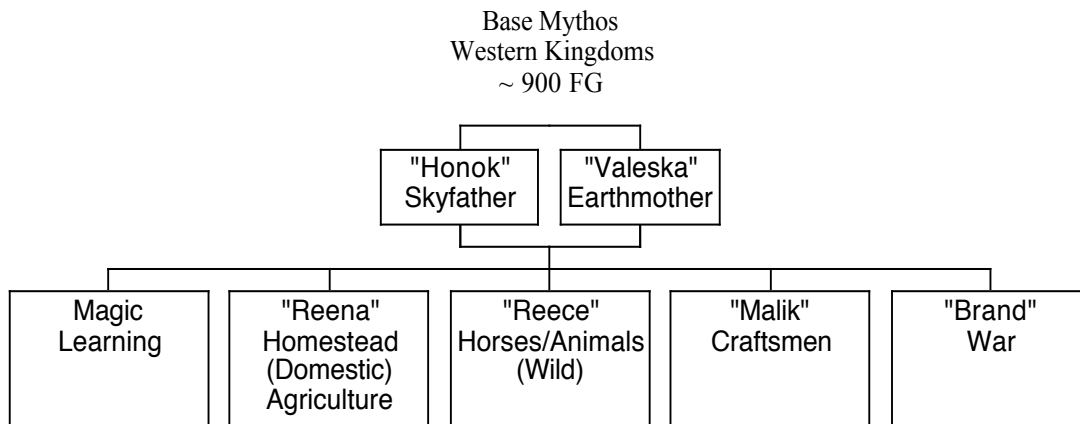 Base Mythos
Western Kingdoms
~ 900 FG
"Honok"
Skyfather
"Valeska"
Earthmother
Magic
Learning
"Reena"
Homestead
(Domestic)
Agriculture
"Reece"
Horses/Animals
(Wild)
"Malik"
Craftsmen
"Brand"
War